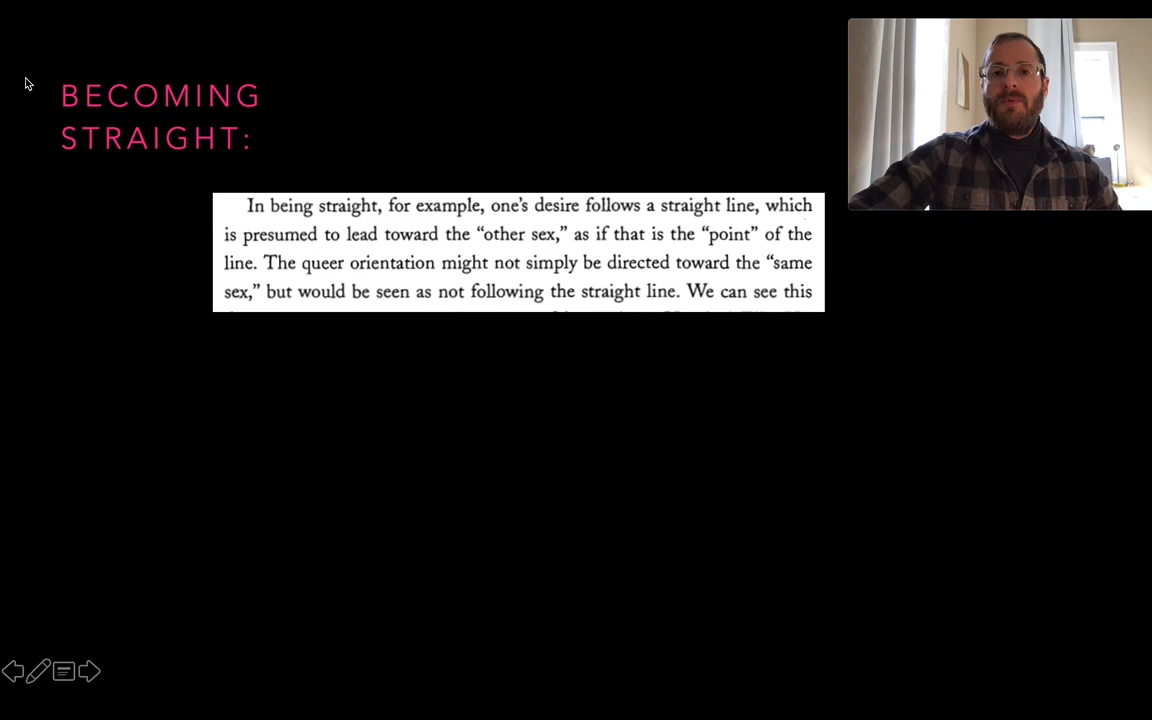 BECOMING
STRAIGHT:
In being straight, for example, one's desire follows a straight line, which
is presumed to lead toward the “other sex,” as if that is the “point” of the
line. The queer orientation might not simply be directed toward the “same
sex,” but would be seen as not following the straight line. We can see this